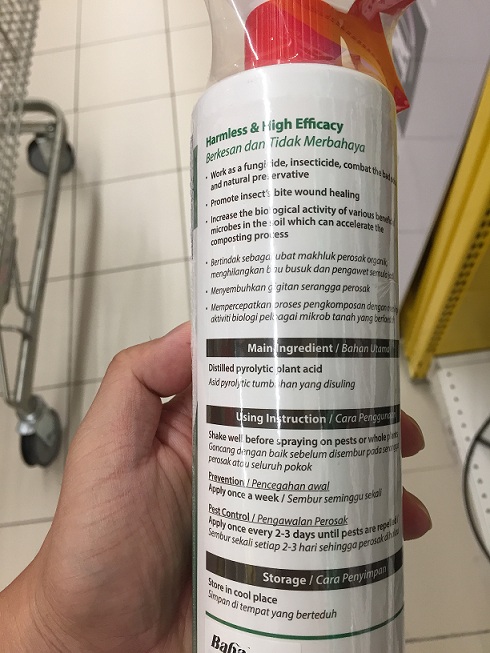 Harmless & High Efficacy
Berkesan dan Tidak Merbahaya
• Work as a fungicide, insecticide, combat the bad
and natural preservative
• Promote insect's bite wound healing
• Increase the biological activity of various
microbes in the soil which can accelerate the
composting process
• Bertindak sebagai ubat makhluk perosak organik,
menghilangkan bau busuk dan pengawet
• Menyembuhkan gigitan serangga perosak
• Mempercepatkan proses pengkomposan dengan
aktiviti biologi pelbagai mikrob tanah yang
Main Ingredient / Bahan Utama
Distilled pyrolytic plant acid
Asid pyrolytic tumbuhan yang disuling
Using Instruction / Cara Penggunaan
Shake well before spraying on pests or whole
Goncang dengan baik sebelum disembur pada
perosak atau seluruh pokok
Prevention / Pencegahan awal
Apply once a week / Sembur seminggu sekali
Pest Control / Pengawalan Perosak
Apply once every 2-3 days until pests are
Sembur sekali setiap 2-3 hari sehingga perosak
Storage / Cara Penyimpan
Store in cool place
Simpan di tempat yang berteduh